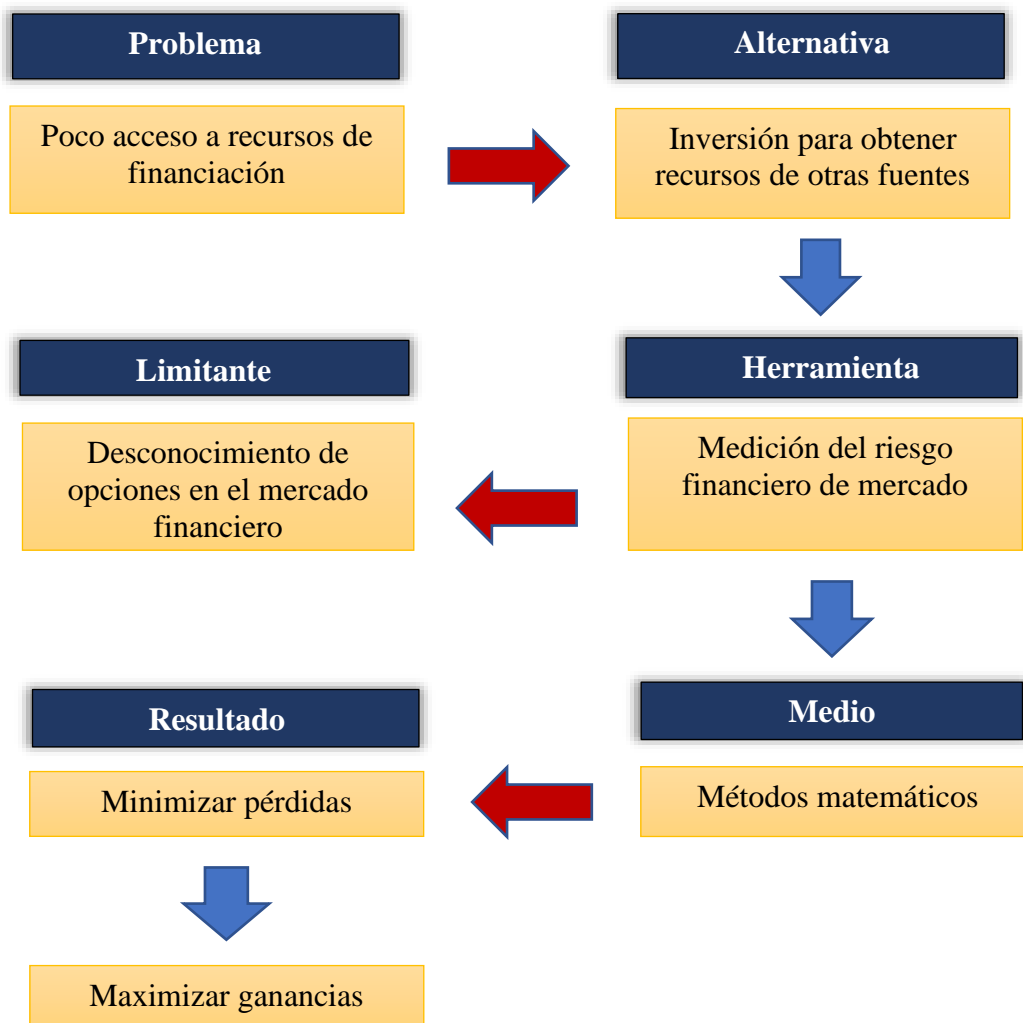 Problema
Poco acceso a recursos de
financiación
Alternativa
Inversión para obtener
recursos de otras fuentes
Limitante
Desconocimiento de
opciones en el mercado
financiero
Herramienta
Medición del riesgo
financiero de mercado
Resultado
Minimizar pérdidas
Medio
Métodos matemáticos
Maximizar ganancias